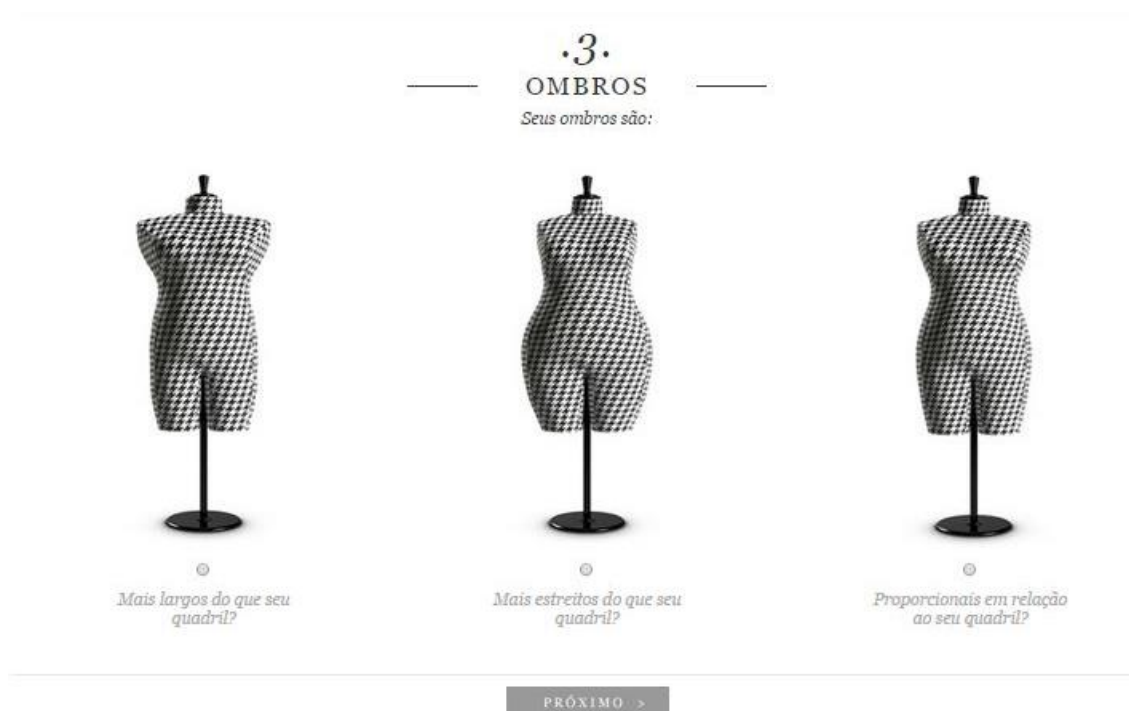 ·3·
OMBROS
Seus ombros são:
Mais largos do que seu
quadril?
Mais estreitos do que seu
quadril?
Proporcionais em relação
ao seu quadril?
PRÓXIMO >